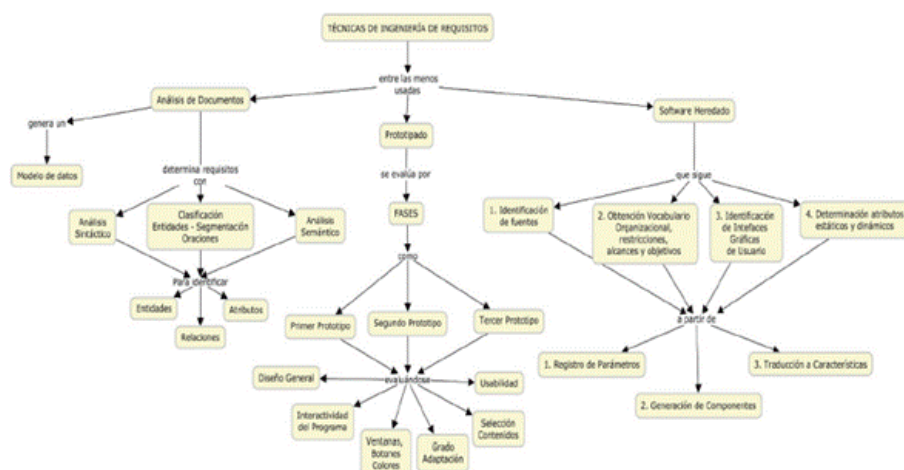 TÉCNICAS DE INGENIERÍA DE REQUISITOS
entre las menos
usadas
Análisis de Documentos
Software Heredado
genera un
Prototipado
Modelo de datos
determina requisitos
con
se evalúa por
que sigue
Análisis
Sintáctico
Clasificación
Entidades - Segmentación
Oraciones
Análisis
Semántico
FASES
1. Identificación
de fuentes
2. Obtención Vocabulario
Organizacional,
restricciones,
alcances y objetivos
3. Identificación
de Intefaces
Gráficas
de Usuario
4. Determinación atributos
estáticos y dinámicos
como
Para identificar
Entidades
Atributos
Relaciones
Primer Prototipo
Segundo Prototipo
Tercer Prototipo
a partir de
1. Registro de Parámetros
3. Traducción a Características
2. Generación de Componentes
evaluándose
Diseño General
Usabilidad
Interactividad
del Programa
Ventanas,
Botones
Colores
Grado
Adaptación
Selección
Contenidos